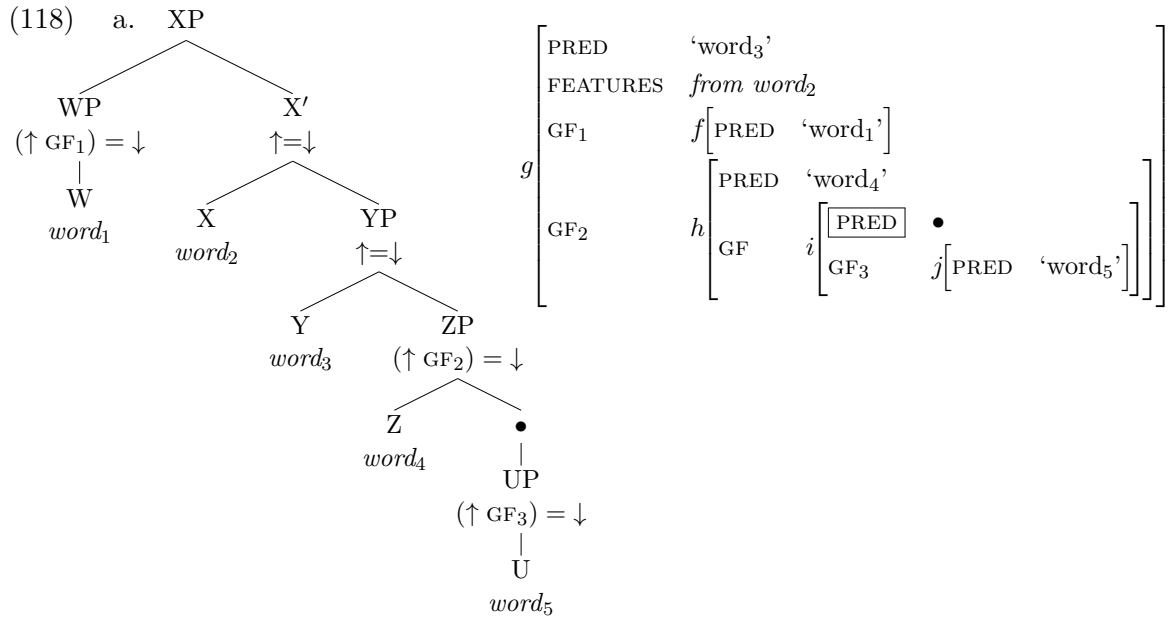 (118) a. XP
WP X′
(↑ GF₁) = ↓ ↑=↓
W X YP
word₁ word₂ ↑=↓
Y ZP
word₃ (↑ GF₂) = ↓
Z •
word₄ UP
(↑ GF₃) = ↓
U
word₅
g
PRED ‘word₃’
FEATURES from word₂
GF₁ f[PRED ‘word₁’]
GF₂ h
PRED ‘word₄’
GF i
PRED •
GF₃ j[PRED ‘word₅’]